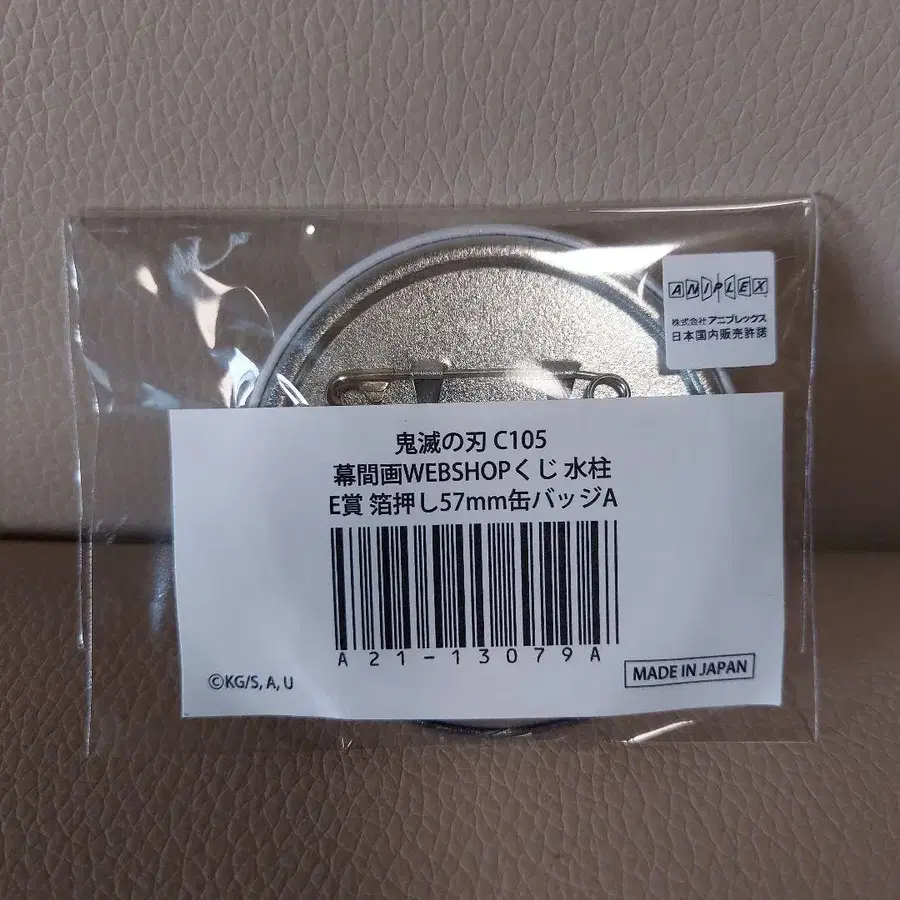 ANIPLEX
株式会社 アニプレックス
日本国内販売許諾
鬼滅の刃 C105
幕間画WEBSHOPくじ 水柱
E賞 箔押し57mm缶バッジA
A21-13079A
©KG/S, A, U
MADE IN JAPAN